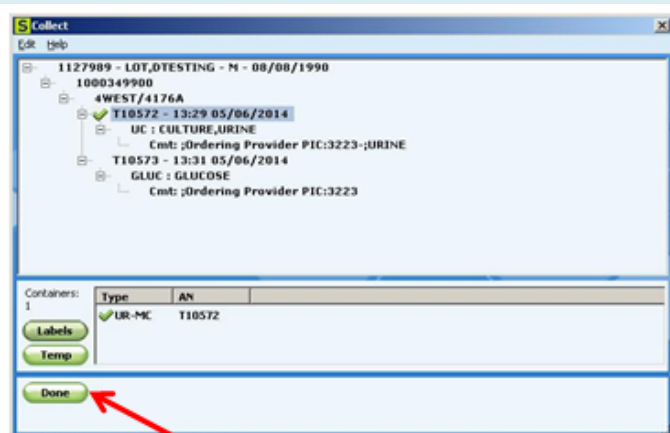 S Collect
Edit Help
1127989 - LOT,DTESTING - M - 08/08/1990
1000349900
4WEST/4176A
T10572 - 13:29 05/06/2014
UC : CULTURE,URINE
Cmt: ;Ordering Provider PIC:3223-;URINE
T10573 - 13:31 05/06/2014
GLUC : GLUCOSE
Cmt: ;Ordering Provider PIC:3223
Containers:
1
Type AN
UR-MC T10572
Labels
Temp
Done